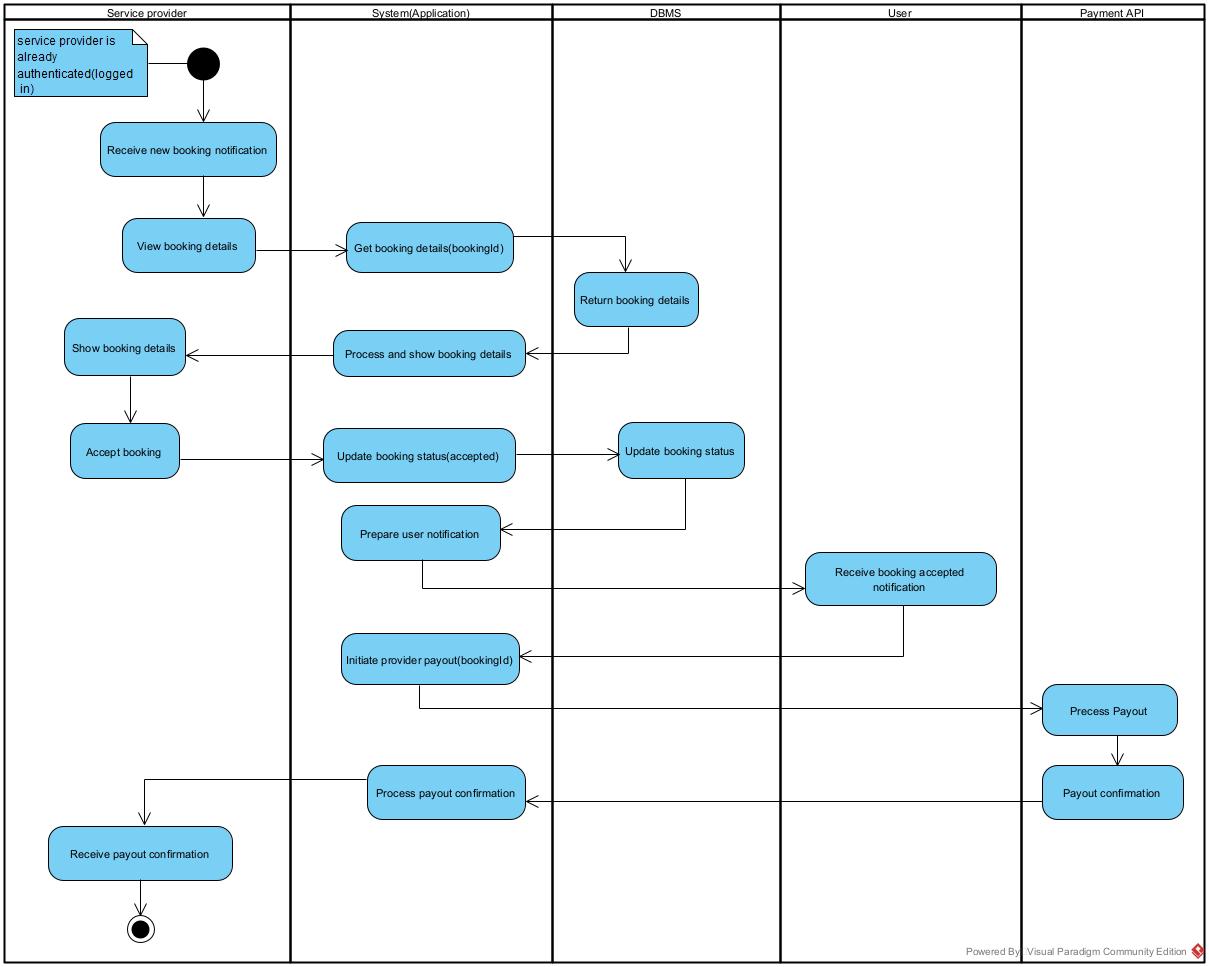 Service provider
System(Application)
DBMS
User
Payment API
service provider is
already
authenticated(logged
in)
Receive new booking notification
View booking details
Get booking details(bookingId)
Return booking details
Show booking details
Process and show booking details
Accept booking
Update booking status(accepted)
Update booking status
Prepare user notification
Receive booking accepted
notification
Initiate provider payout(bookingId)
Precess Payout
Process payout confirmation
Payout confirmation
Receive payout confirmation
Powered By Visual Paradigm Community Edition